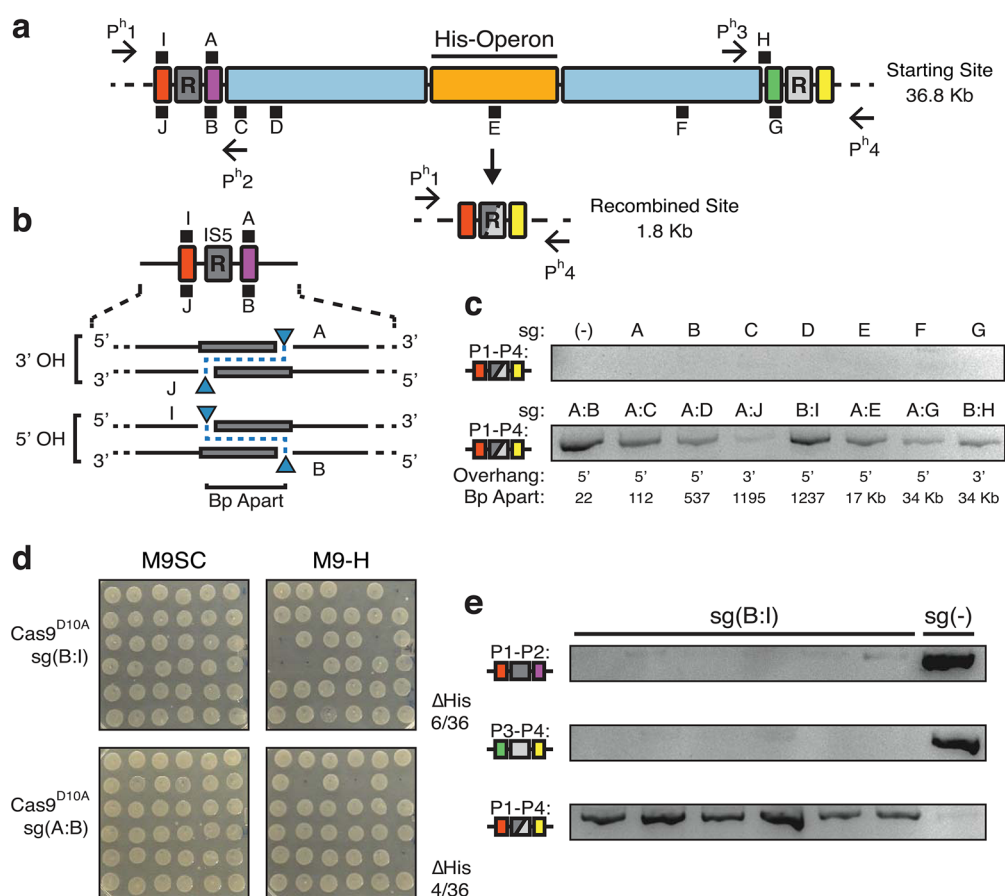 a
His-Operon
Pʰ1
I
A
Pʰ3
H
R
R
Starting Site
36.8 Kb
J
B
C
D
E
F
G
Pʰ2
Pʰ4
Pʰ1
R
Recombined Site
1.8 Kb
Pʰ4
b
I
A
IS5
R
J
B
5’
A
3’
3’ OH
3’
J
5’
I
5’
3’
5’ OH
3’
B
5’
Bp Apart
c
sg: (-) A B C D E F G
P1-P4:
sg: A:B A:C A:D A:J B:I A:E A:G B:H
P1-P4:
Overhang: 5’ 5’ 5’ 3’ 5’ 5’ 5’ 3’
Bp Apart: 22 112 537 1195 1237 17 Kb 34 Kb 34 Kb
d
M9SC
M9-H
Cas9ᴰ¹⁰ᴬ
sg(B:I)
ΔHis
6/36
Cas9ᴰ¹⁰ᴬ
sg(A:B)
ΔHis
4/36
e
sg(B:I)
sg(-)
P1-P2:
P3-P4:
P1-P4: